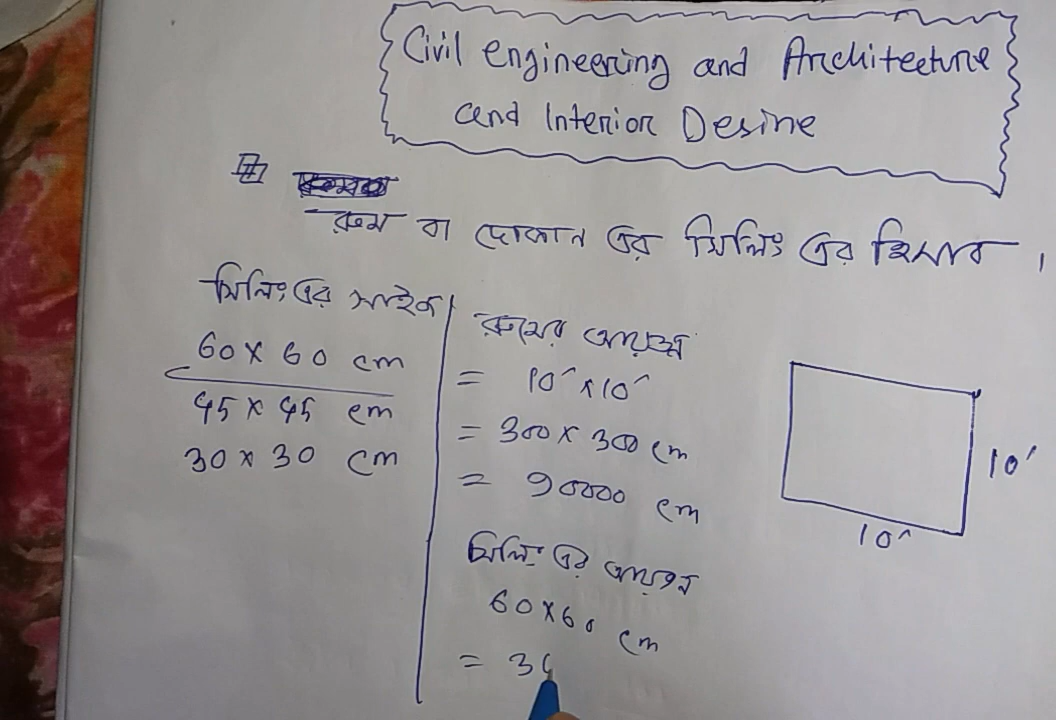 Civil Engineering and Architecture
and Interior Desine
রুম বা দোকান এর সিলিং এর হিসাব ।
সিলিং এর সাইজ
60 x 60 cm
45 x 45 cm
30 x 30 cm
রুমের আয়তন
= 10' x 10'
= 300 x 300 cm
= 90000 cm
সিলিং এর আয়তন
60 x 60 cm
= 36
10'
10'